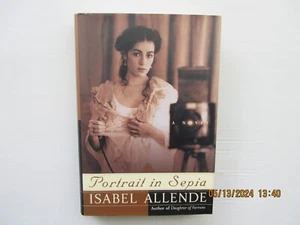 A NOVEL
Portrait in Sepia
ISABEL ALLENDE
Author of Daughter of Fortune
05/13/2024 13:40